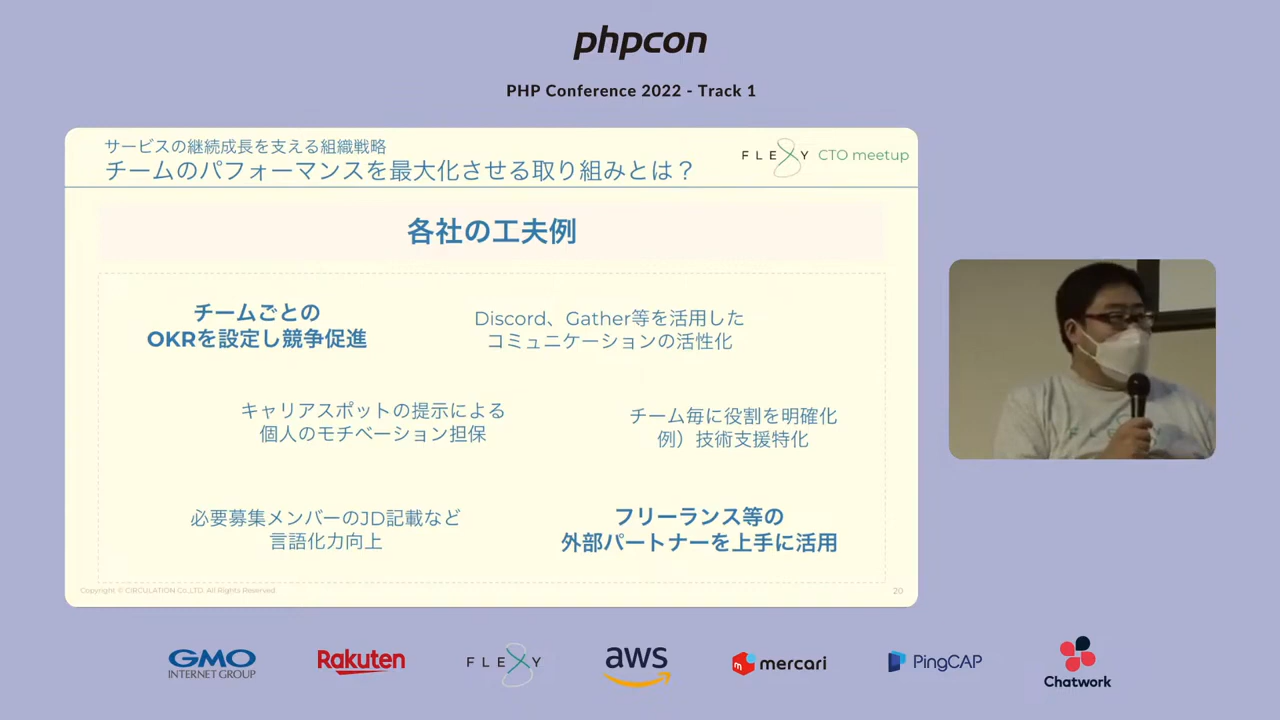 phpcon
PHP Conference 2022 - Track 1
サービスの継続成長を支える組織戦略
チームのパフォーマンスを最大化させる取り組みとは？
FLEXY CTO meetup
各社の工夫例
チームごとの
OKRを設定し競争促進
Discord、Gather等を活用した
コミュニケーションの活性化
キャリアスポットの提示による
個人のモチベーション担保
チーム毎に役割を明確化
例）技術支援特化
必要募集メンバーのJD記載など
言語化力向上
フリーランス等の
外部パートナーを上手に活用
Copyright © CIRCULATION Co.,LTD. All Rights Reserved
20
FLEXY
GMO
INTERNET GROUP
Rakuten
FLEXY
aws
mercari
PingCAP
Chatwork